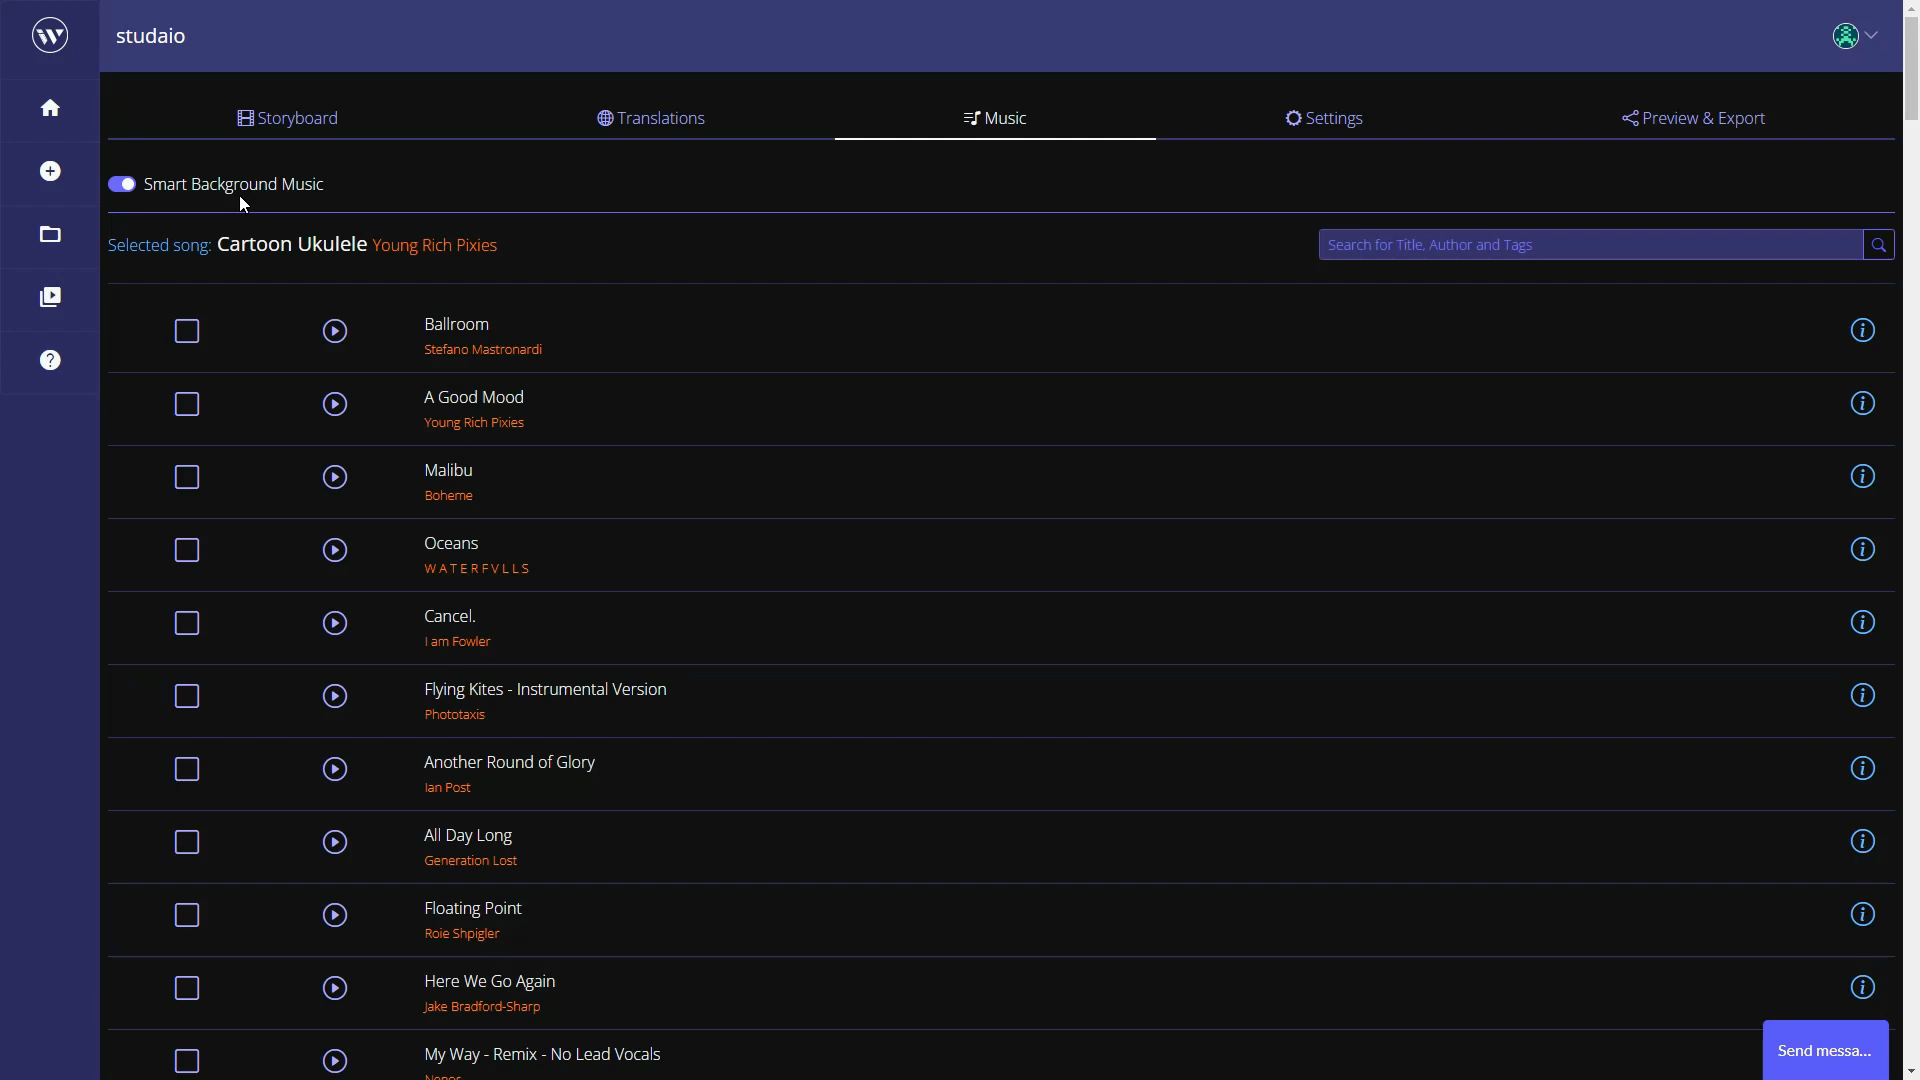 studaio
Storyboard
Translations
Music
Settings
Preview & Export
Smart Background Music
Selected song: Cartoon Ukulele Young Rich Pixies
Search for Title, Author and Tags
Ballroom
Stefano Mastronardi
A Good Mood
Young Rich Pixies
Malibu
Boheme
Oceans
W A T E R F V L L S
Cancel.
I am Fowler
Flying Kites - Instrumental Version
Phototaxis
Another Round of Glory
Ian Post
All Day Long
Generation Lost
Floating Point
Roie Shpigler
Here We Go Again
Jake Bradford-Sharp
My Way - Remix - No Lead Vocals
Send messa...